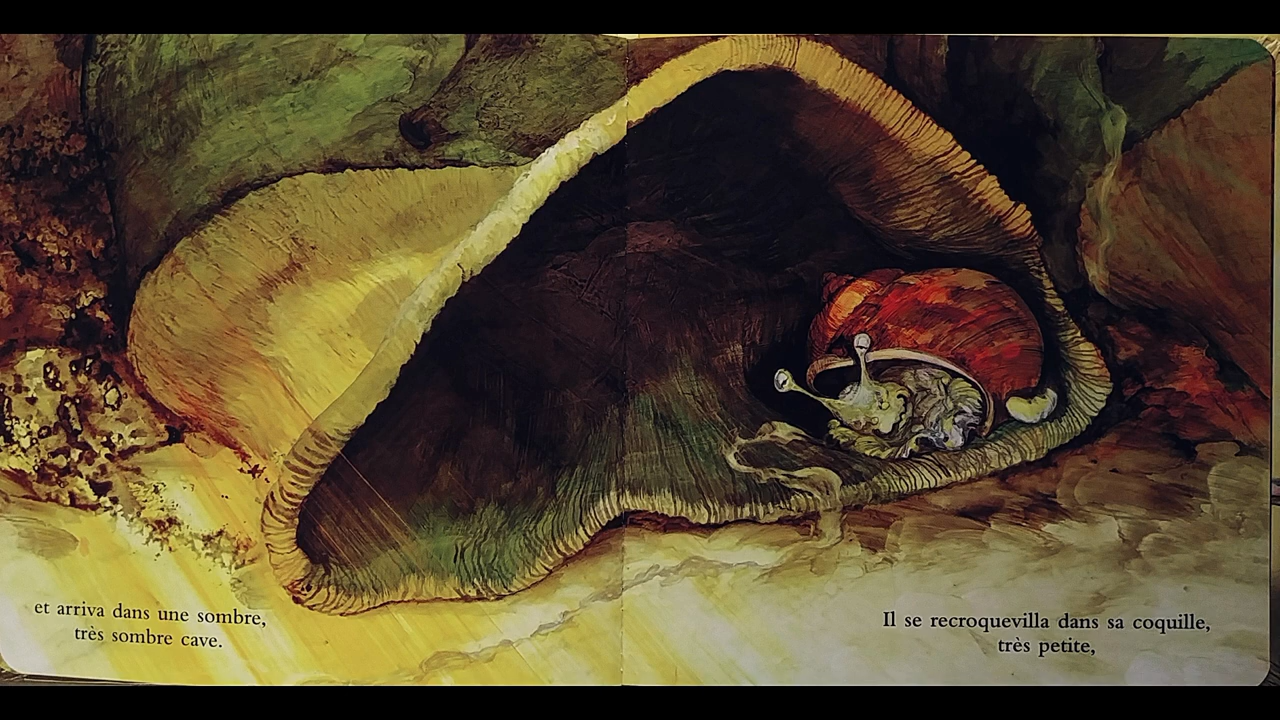 et arriva dans une sombre,
très sombre cave.
Il se recroquevilla dans sa coquille,
très petite,